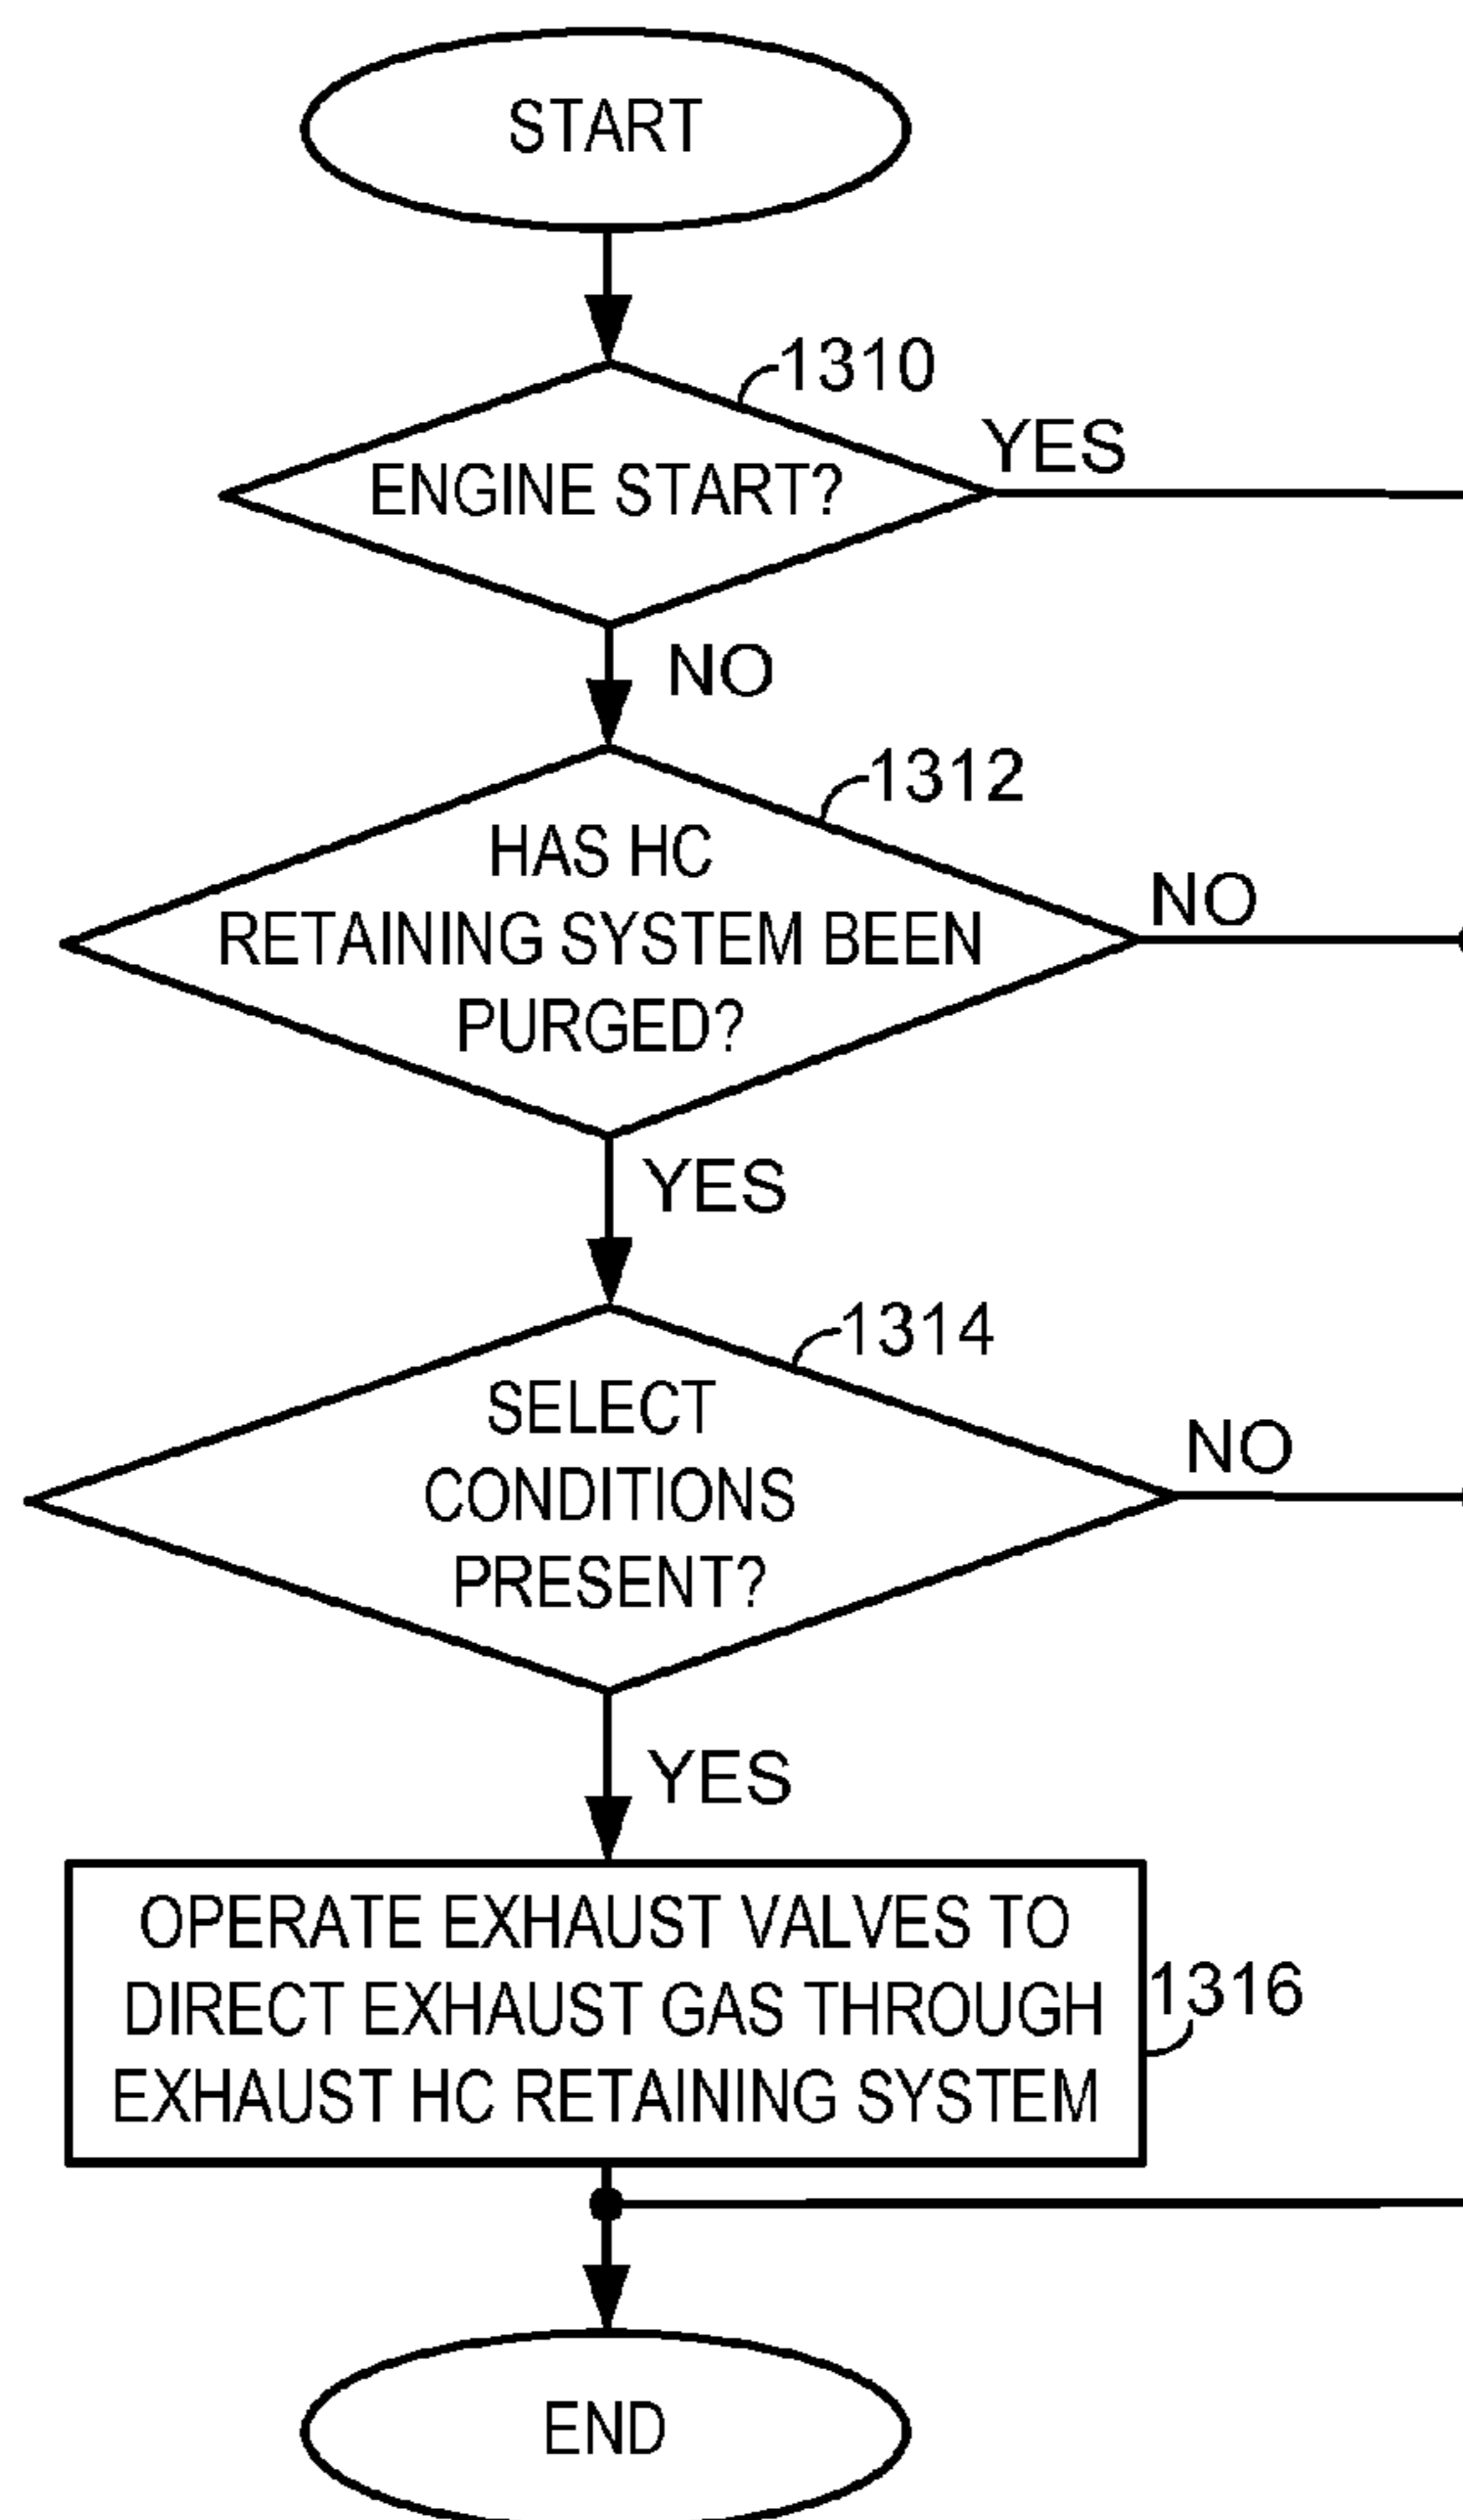 START
1310
ENGINE START?
YES
NO
1312
HAS HC
RETAINING SYSTEM BEEN
PURGED?
NO
YES
1314
SELECT
CONDITIONS
PRESENT?
NO
YES
OPERATE EXHAUST VALVES TO
DIRECT EXHAUST GAS THROUGH
EXHAUST HC RETAINING SYSTEM
1316
END